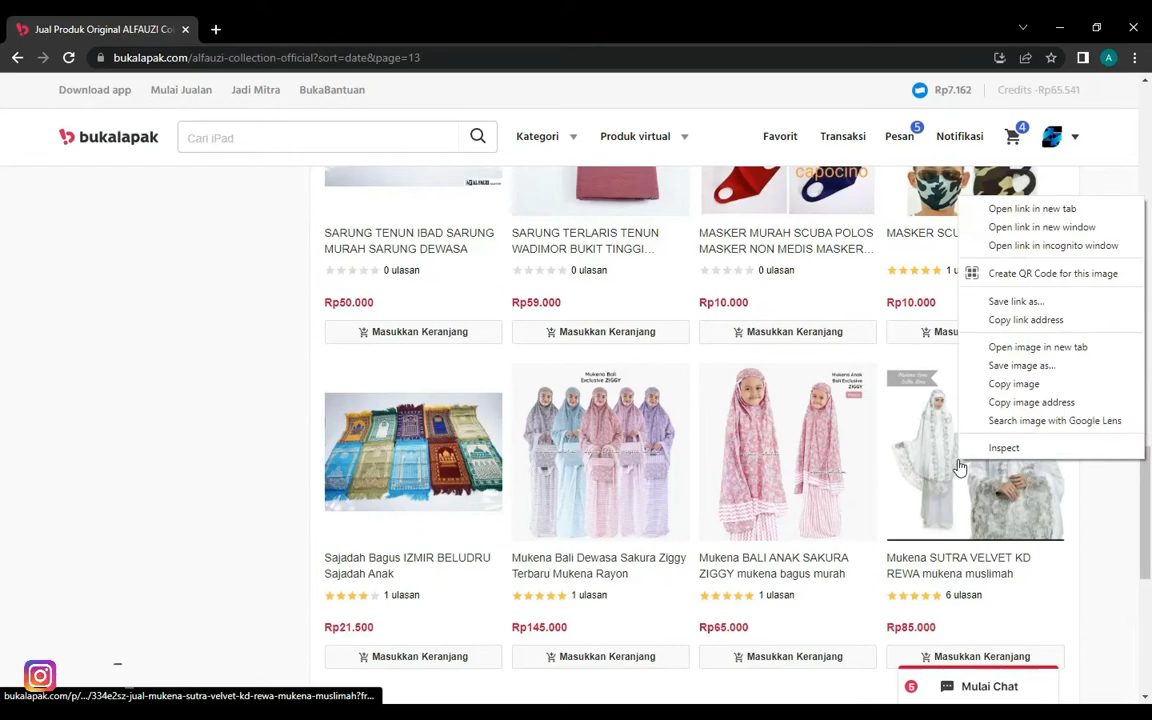 Jual Produk Original ALFAUZI Col
bukalapak.com/alfauzi-collection-official?sort=date&page=13
A
Download app Mulai Jualan Jadi Mitra BukaBantuan Rp7.162 Credits -Rp65.541
bukalapak Cari iPad Kategori Produk virtual Favorit Transaksi Pesan 5 Notifikasi 4
ALFAUZI
capocino
SARUNG TENUN IBAD SARUNG
MURAH SARUNG DEWASA
0 ulasan
Rp50.000
Masukkan Keranjang
SARUNG TERLARIS TENUN
WADIMOR BUKIT TINGGI
0 ulasan
Rp59.000
Masukkan Keranjang
MASKER MURAH SCUBA POLOS
MASKER NON MEDIS MASKER...
0 ulasan
Rp10.000
Masukkan Keranjang
MASKER SCU
1 u
Rp10.000
Masu
Open link in new tab
Open link in new window
Open link in incognito window
Create QR Code for this image
Save link as...
Copy link address
Open image in new tab
Save image as...
Copy image
Copy image address
Search image with Google Lens
Inspect
Sajadah Bagus IZMIR BELUDRU
Sajadah Anak
1 ulasan
Rp21.500
Masukkan Keranjang
Mukena Bali
Exclusive ZIGGY
Mukena Bali Dewasa Sakura Ziggy
Terbaru Mukena Rayon
1 ulasan
Rp145.000
Masukkan Keranjang
Mukena Anak
Bali Exclusive
ZIGGY
Mukena BALI ANAK SAKURA
ZIGGY mukena bagus murah
1 ulasan
Rp65.000
Masukkan Keranjang
Mukena SUTRA VELVET KD
REWA mukena muslimah
6 ulasan
Rp85.000
Masukkan Keranjang
5 Mulai Chat
bukalapak.com/p/.../334e2sz-jual-mukena-sutra-velvet-kd-rewa-mukena-muslimah?fr...